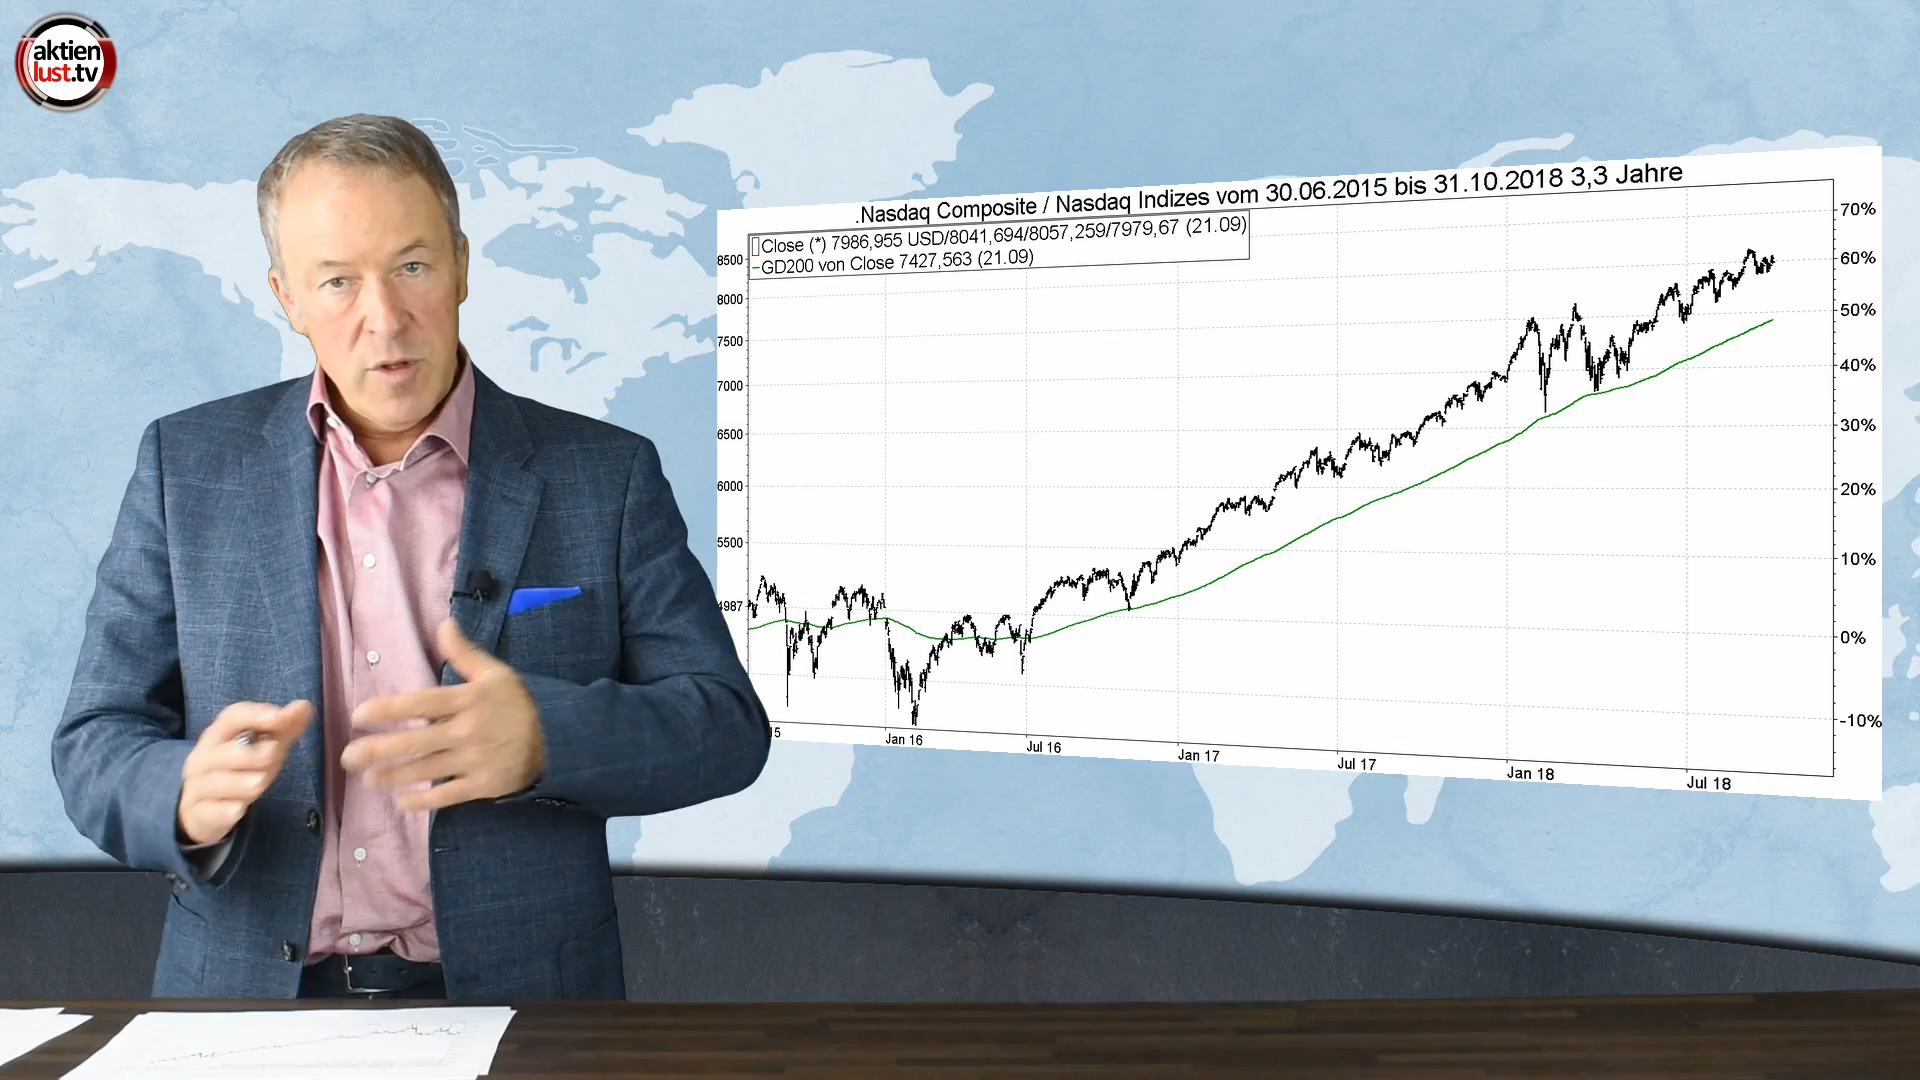 aktien
lust.tv
.Nasdaq Composite / Nasdaq Indizes vom 30.06.2015 bis 31.10.2018 3,3 Jahre
Close (*) 7986,955 USD/8041,694/8057,259/7979,67 (21.09)
GD200 von Close 7427,563 (21.09)
8500
8000
7500
7000
6500
6000
5500
4987
70%
60%
50%
40%
30%
20%
10%
0%
-10%
15
Jan 16
Jul 16
Jan 17
Jul 17
Jan 18
Jul 18